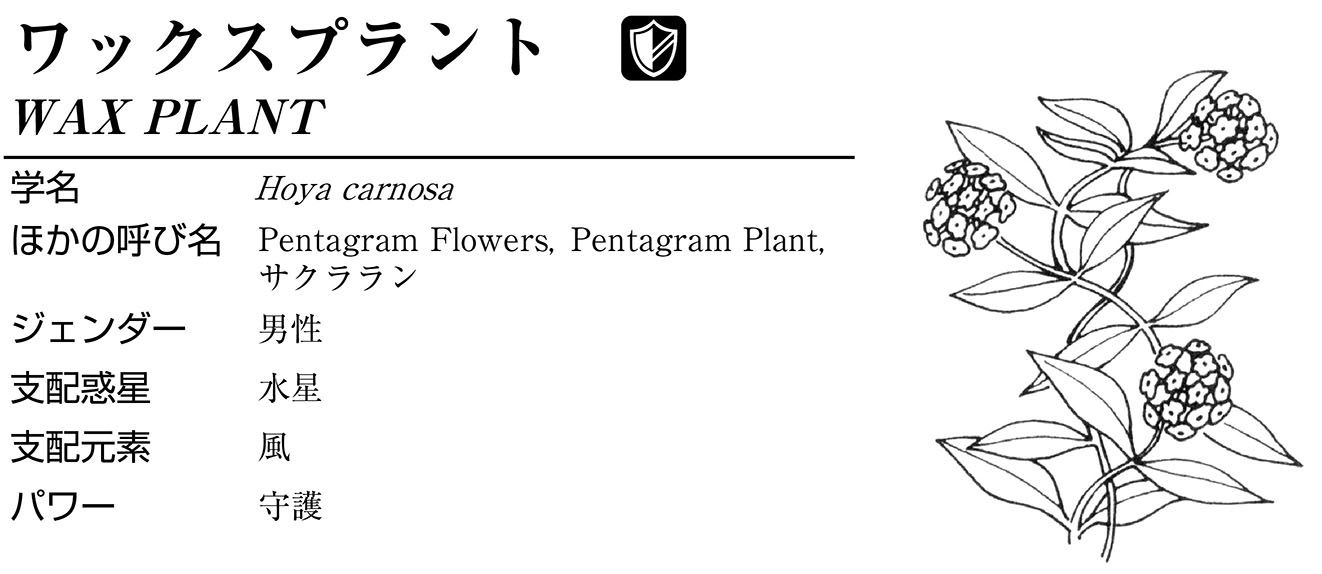 ワックスプラント
WAX PLANT
学名 Hoya carnosa
ほかの呼び名 Pentagram Flowers, Pentagram Plant,
サクララン
ジェンダー 男性
支配惑星 水星
支配元素 風
パワー 守護